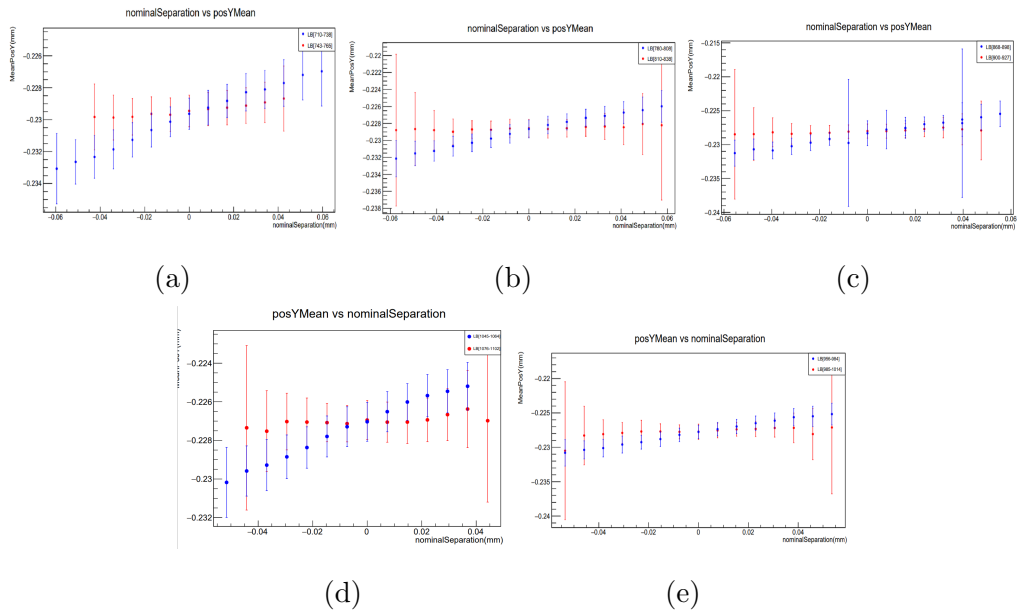 nominalSeparation vs posYMean
MeanPosY(mm)
LB[710-738]
LB[743-765]
−0.226
−0.228
−0.23
−0.232
−0.234
−0.06
−0.04
−0.02
0
0.02
0.04
0.06
nominalSeparation(mm)
(a)
nominalSeparation vs posYMean
MeanPosY(mm)
LB[780-808]
LB[810-838]
−0.22
−0.222
−0.224
−0.226
−0.228
−0.23
−0.232
−0.234
−0.236
−0.238
−0.06
−0.04
−0.02
0
0.02
0.04
0.06
nominalSeparation(mm)
(b)
nominalSeparation vs posYMean
MeanPosY(mm)
LB[900-927]
−0.215
−0.22
−0.225
−0.23
−0.235
−0.24
−0.04
−0.02
0
0.02
0.04
0.06
nominalSeparation(mm)
(c)
posYMean vs nominalSeparation
−0.224
−0.226
−0.227
−0.23
−0.232
−0.04
−0.02
0
0.02
0.04
nominalSeparation(mm)
(d)
posYMean vs nominalSeparation
MeanPosY(mm)
LB[985-1014]
−0.22
−0.225
−0.23
−0.235
−0.24
−0.04
−0.02
0
0.02
0.04
nominalSeparation(mm)
(e)